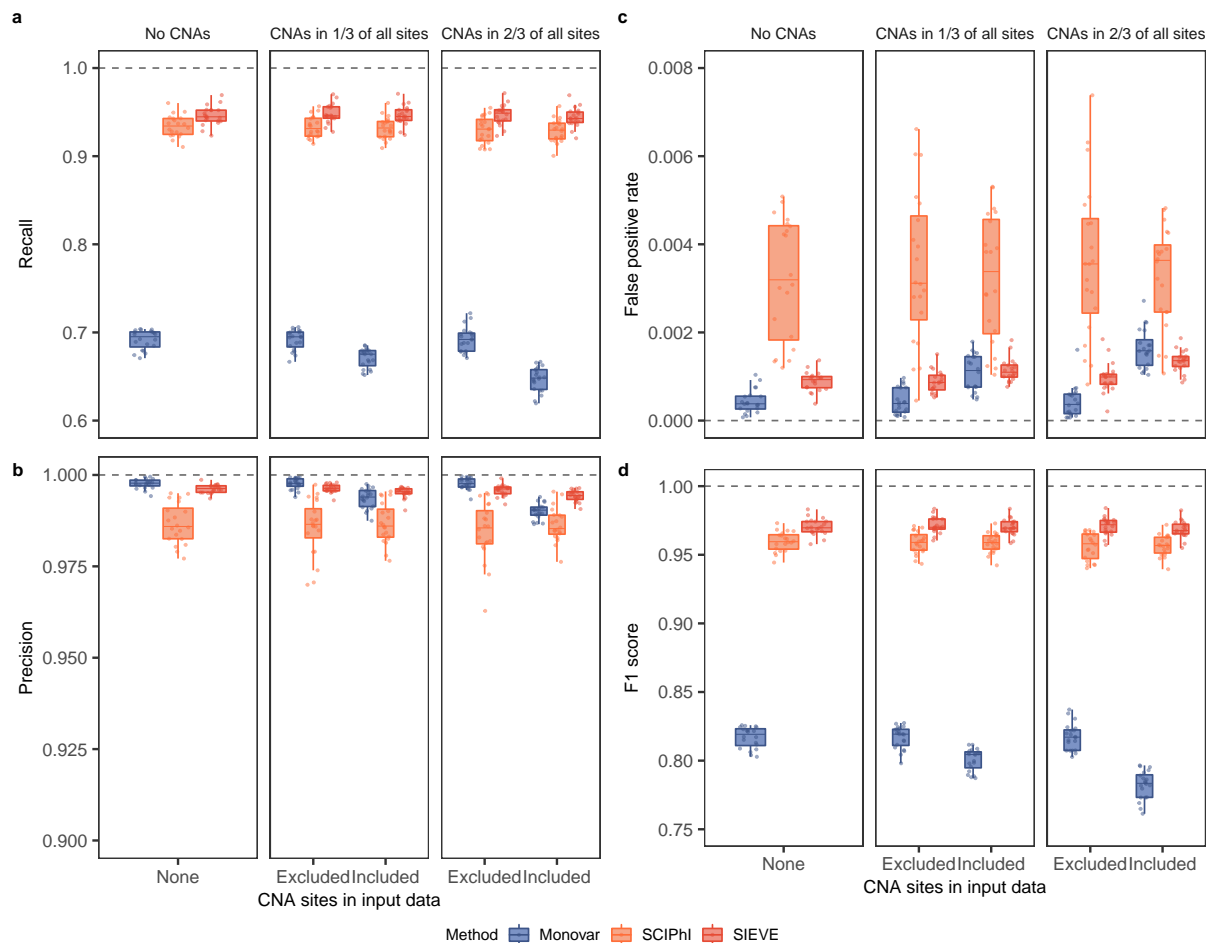 a
No CNAs
CNAs in 1/3 of all sites
CNAs in 2/3 of all sites
Recall
1.0
0.9
0.8
0.7
0.6
b
Precision
1.000
0.975
0.950
0.925
0.900
None
Excluded
Included
Excluded
Included
CNA sites in input data
c
No CNAs
CNAs in 1/3 of all sites
CNAs in 2/3 of all sites
False positive rate
0.008
0.006
0.004
0.002
0.000
d
F1 score
1.00
0.95
0.90
0.85
0.80
0.75
None
Excluded
Included
Excluded
Included
CNA sites in input data
Method Monovar SCIPhI SIEVE